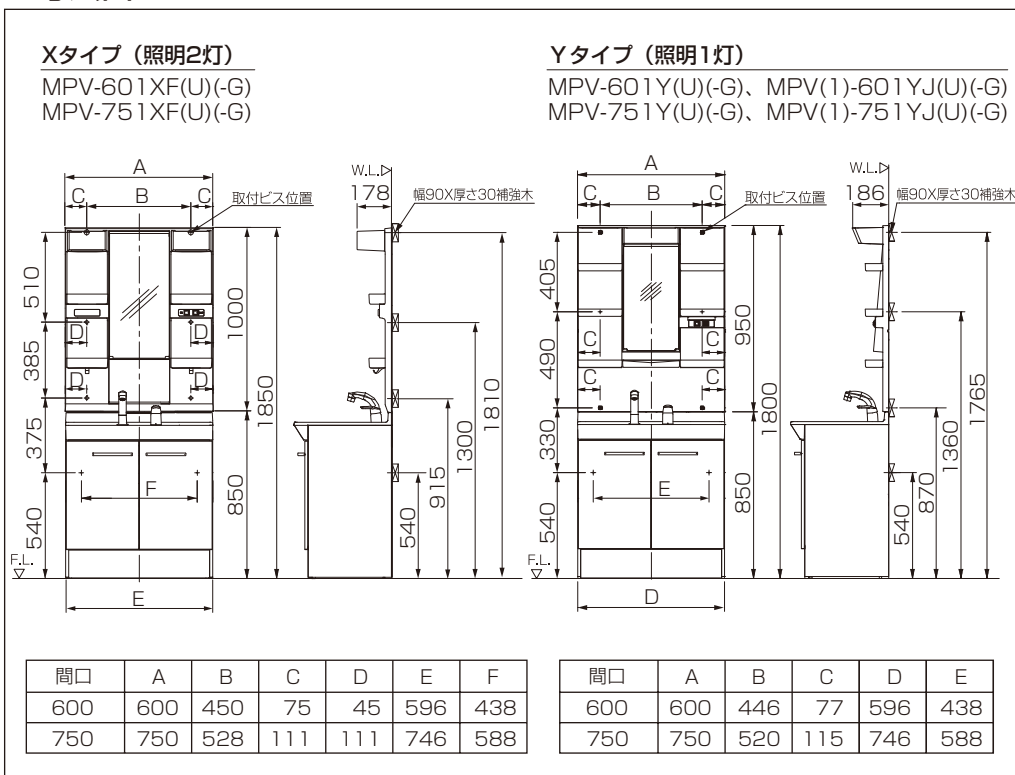 Xタイプ（照明2灯）
MPV-601XF(U)(-G)
MPV-751XF(U)(-G)
A
C
B
C
取付ビス位置
W.L.
178
幅90X厚さ30補強木
510
385
375
540
D
D
D
D
F
1000
850
1850
F.L.
E
540
915
1300
1810
間口 A B C D E F
600 600 450 75 45 596 438
750 750 528 111 111 746 588
Yタイプ（照明1灯）
MPV-601Y(U)(-G)、MPV(1)-601YJ(U)(-G)
MPV-751Y(U)(-G)、MPV(1)-751YJ(U)(-G)
A
C
B
C
取付ビス位置
W.L.
186
幅90X厚さ30補強木
405
490
330
540
C
C
C
C
E
950
850
1800
F.L.
D
540
870
1360
1765
間口 A B C D E
600 600 446 77 596 438
750 750 520 115 746 588